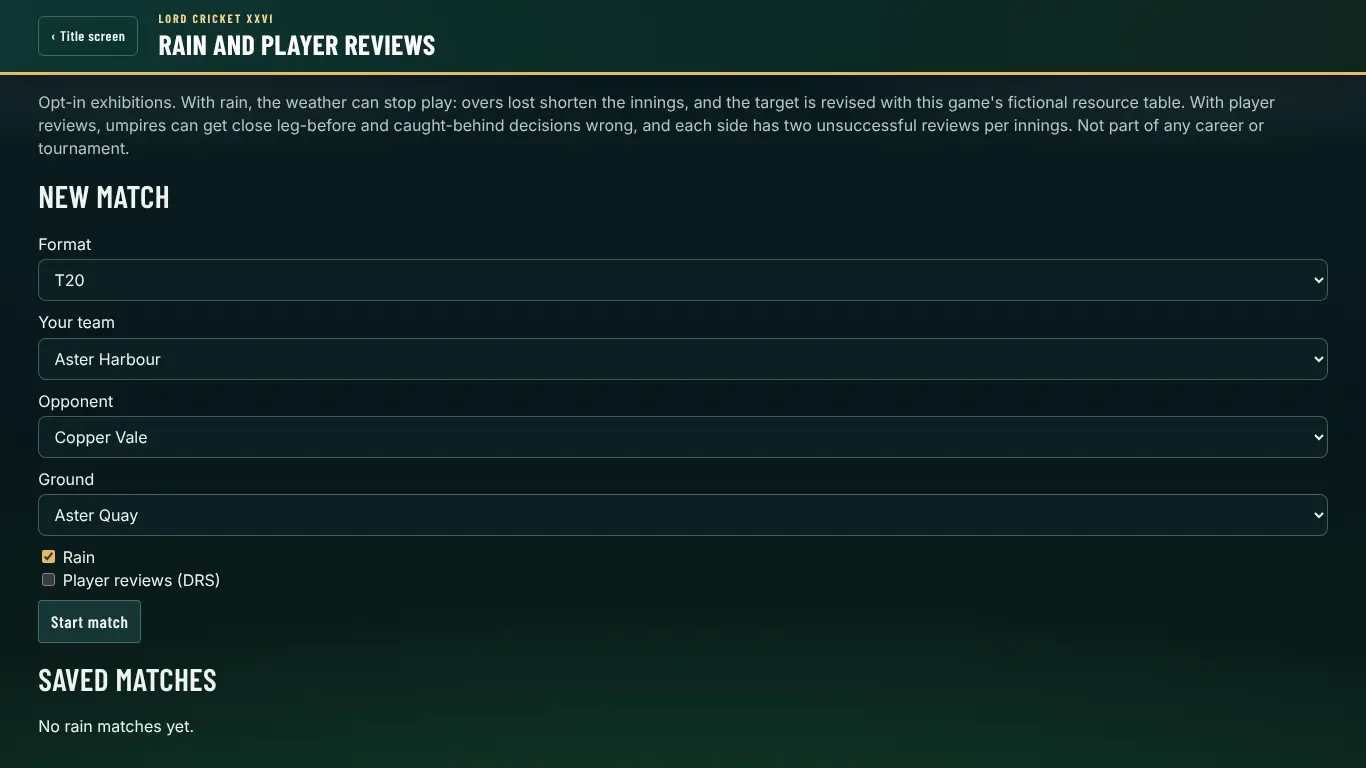 ‹ Title screen
LORD CRICKET XXVI
RAIN AND PLAYER REVIEWS
Opt-in exhibitions. With rain, the weather can stop play: overs lost shorten the innings, and the target is revised with this game's fictional resource table. With player
reviews, umpires can get close leg-before and caught-behind decisions wrong, and each side has two unsuccessful reviews per innings. Not part of any career or
tournament.
NEW MATCH
Format
T20
Your team
Aster Harbour
Opponent
Copper Vale
Ground
Aster Quay
Rain
Player reviews (DRS)
Start match
SAVED MATCHES
No rain matches yet.